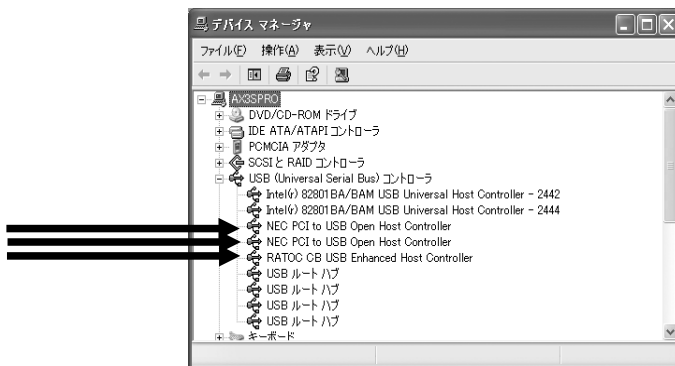 デバイス マネージャ
ファイル(F) 操作(A) 表示(V) ヘルプ(H)
AX3SPRO
DVD/CD-ROM ドライブ
IDE ATA/ATAPI コントローラ
PCMCIA アダプタ
SCSI と RAID コントローラ
USB (Universal Serial Bus) コントローラ
Intel(r) 82801BA/BAM USB Universal Host Controller - 2442
Intel(r) 82801BA/BAM USB Universal Host Controller - 2444
NEC PCI to USB Open Host Controller
NEC PCI to USB Open Host Controller
RATOC CB USB Enhanced Host Controller
USB ルート ハブ
USB ルート ハブ
USB ルート ハブ
USB ルート ハブ
キーボード